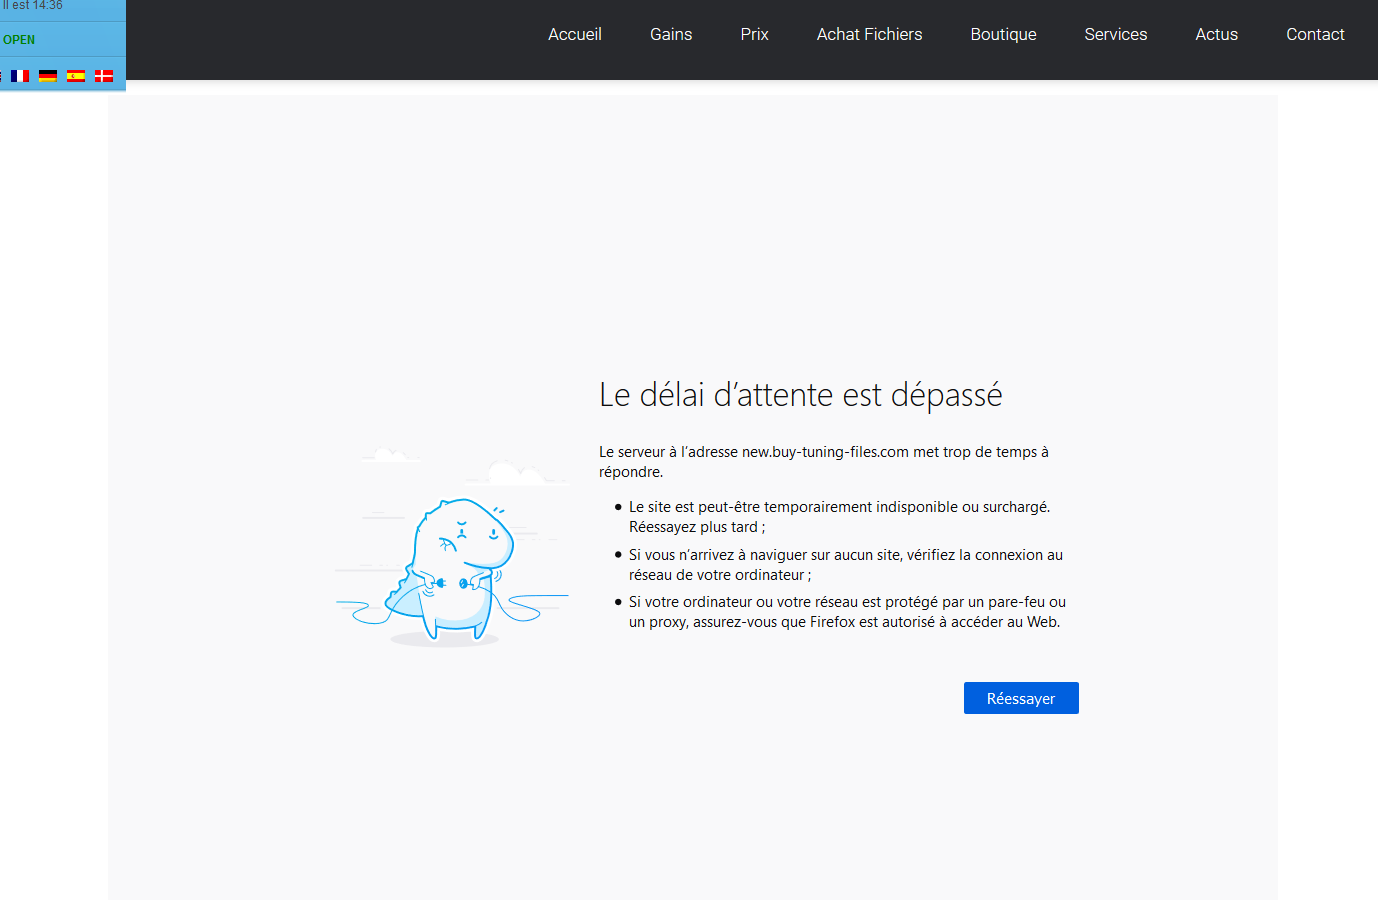 Il est 14:36
OPEN
Accueil Gains Prix Achat Fichiers Boutique Services Actus Contact
Le délai d’attente est dépassé
Le serveur à l’adresse new.buy-tuning-files.com met trop de temps à
répondre.
Le site est peut-être temporairement indisponible ou surchargé.
Réessayez plus tard ;
Si vous n’arrivez à naviguer sur aucun site, vérifiez la connexion au
réseau de votre ordinateur ;
Si votre ordinateur ou votre réseau est protégé par un pare-feu ou
un proxy, assurez-vous que Firefox est autorisé à accéder au Web.
Réessayer